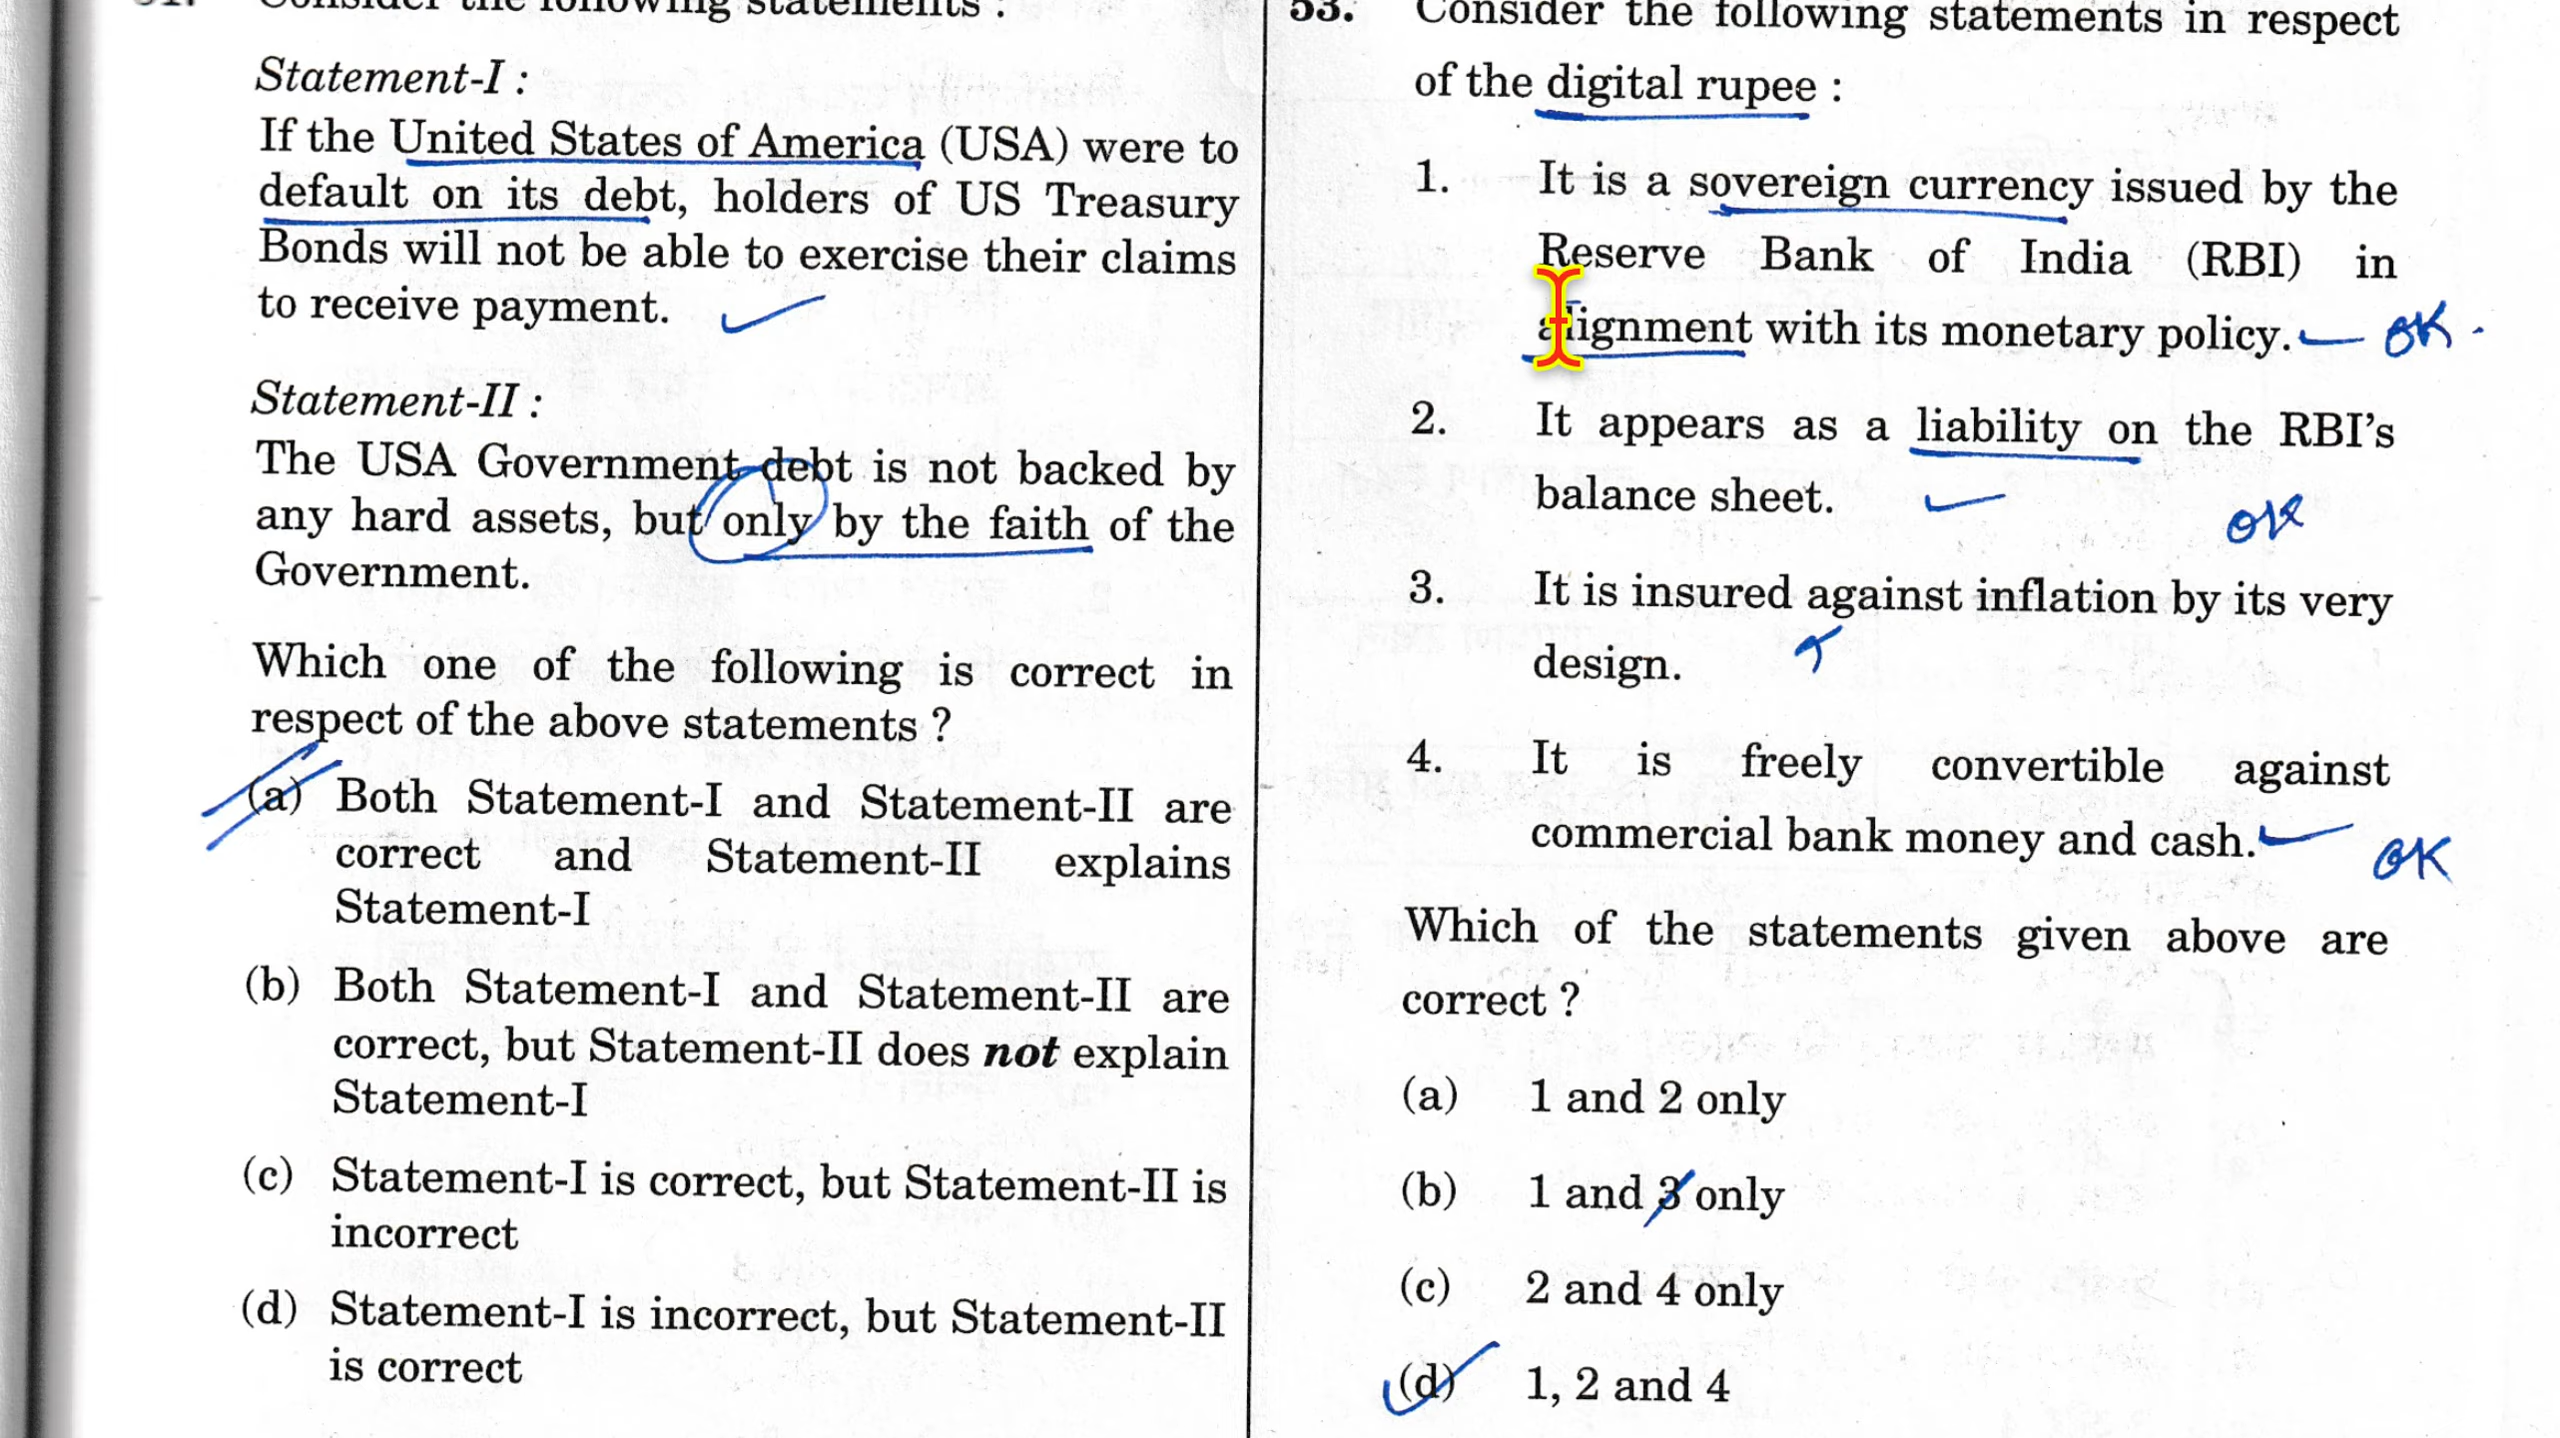 Consider the following statements :
Statement-I :
If the United States of America (USA) were to
default on its debt, holders of US Treasury
Bonds will not be able to exercise their claims
to receive payment.
Statement-II :
The USA Government debt is not backed by
any hard assets, but only by the faith of the
Government.
Which one of the following is correct in
respect of the above statements ?
(a) Both Statement-I and Statement-II are
correct and Statement-II explains
Statement-I
(b) Both Statement-I and Statement-II are
correct, but Statement-II does not explain
Statement-I
(c) Statement-I is correct, but Statement-II is
incorrect
(d) Statement-I is incorrect, but Statement-II
is correct
53. Consider the following statements in respect
of the digital rupee :
1. It is a sovereign currency issued by the
Reserve Bank of India (RBI) in
alignment with its monetary policy. OK
2. It appears as a liability on the RBI's
balance sheet. OK
3. It is insured against inflation by its very
design.
4. It is freely convertible against
commercial bank money and cash. OK
Which of the statements given above are
correct ?
(a) 1 and 2 only
(b) 1 and 3 only
(c) 2 and 4 only
(d) 1, 2 and 4